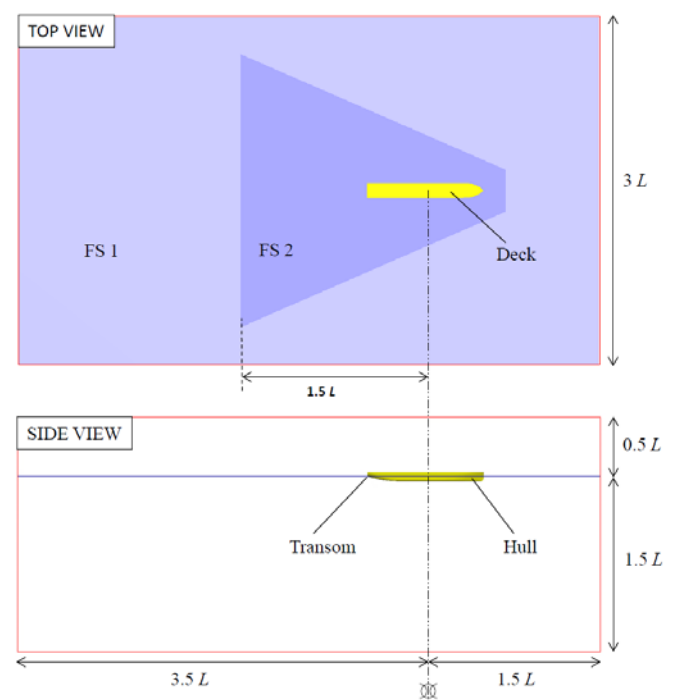 TOP VIEW
3 L
FS 1
FS 2
Deck
1.5 L
SIDE VIEW
0.5 L
Transom
Hull
1.5 L
3.5 L
1.5 L